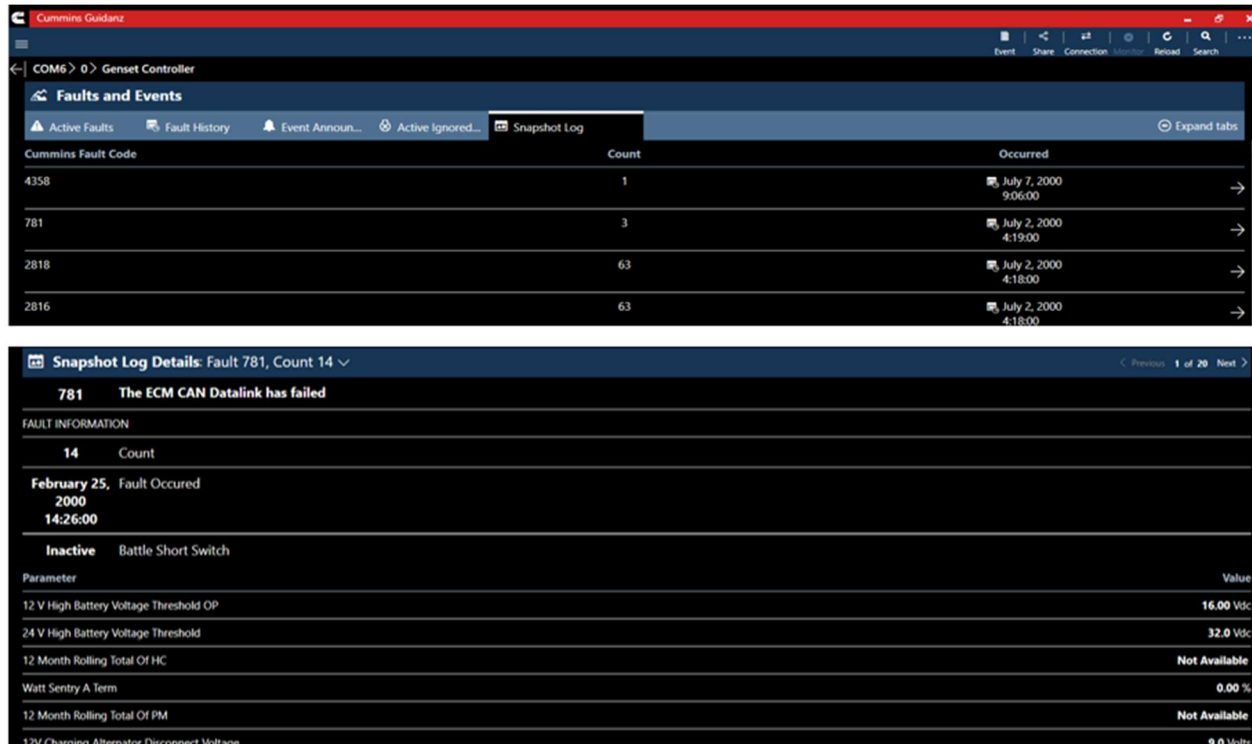 Cummins Guidanz
Event Share Connection Monitor Reload Search
COM6 > 0 > Genset Controller
Faults and Events
Active Faults Fault History Event Announ... Active Ignored... Snapshot Log Expand tabs
Cummins Fault Code Count Occurred
4358 1 July 7, 2000
9:06:00
781 3 July 2, 2000
4:19:00
2818 63 July 2, 2000
4:18:00
2816 63 July 2, 2000
4:18:00
Snapshot Log Details: Fault 781, Count 14 < Previous 1 of 20 Next >
781 The ECM CAN Datalink has failed
FAULT INFORMATION
14 Count
February 25, Fault Occured
2000
14:26:00
Inactive Battle Short Switch
Parameter Value
12 V High Battery Voltage Threshold OP 16.00 Vdc
24 V High Battery Voltage Threshold 32.0 Vdc
12 Month Rolling Total Of HC Not Available
Watt Sentry A Term 0.00 %
12 Month Rolling Total Of PM Not Available
12V Charging Alternator Disconnect Voltage 9.0 Volts